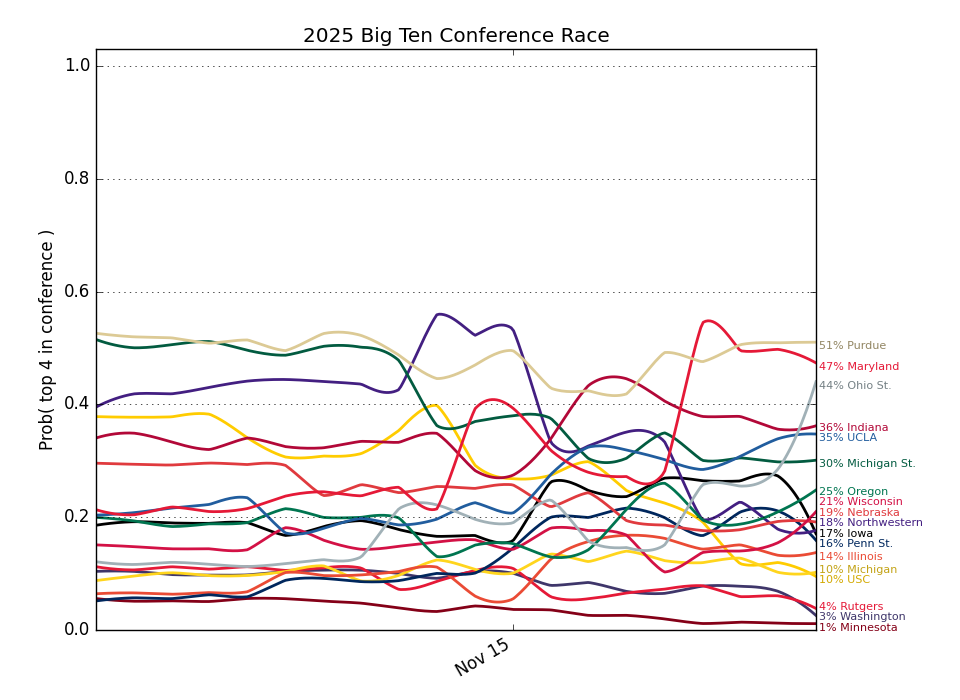 2025 Big Ten Conference Race
Prob( top 4 in conference )
1.0
0.8
0.6
0.4
0.2
0.0
Nov 15
51% Purdue
47% Maryland
44% Ohio St.
36% Indiana
35% UCLA
30% Michigan St.
25% Oregon
21% Wisconsin
19% Nebraska
18% Northwestern
17% Iowa
16% Penn St.
14% Illinois
10% Michigan
10% USC
4% Rutgers
3% Washington
1% Minnesota